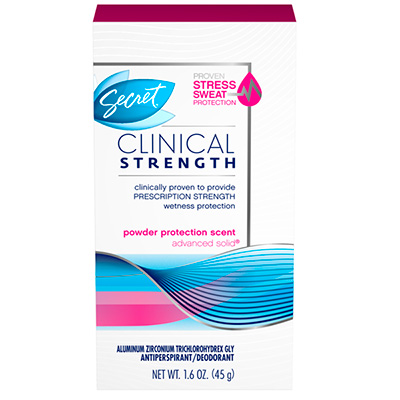 PROVEN
STRESS
SWEAT
PROTECTION
Secret
CLINICAL
STRENGTH
clinically proven to provide
PRESCRIPTION STRENGTH
wetness protection
powder protection scent
advanced solid®
ALUMINUM ZIRCONIUM TRICHLOROHYDREX GLY
ANTIPERSPIRANT/DEODORANT
NET WT. 1.6 OZ. (45 g)